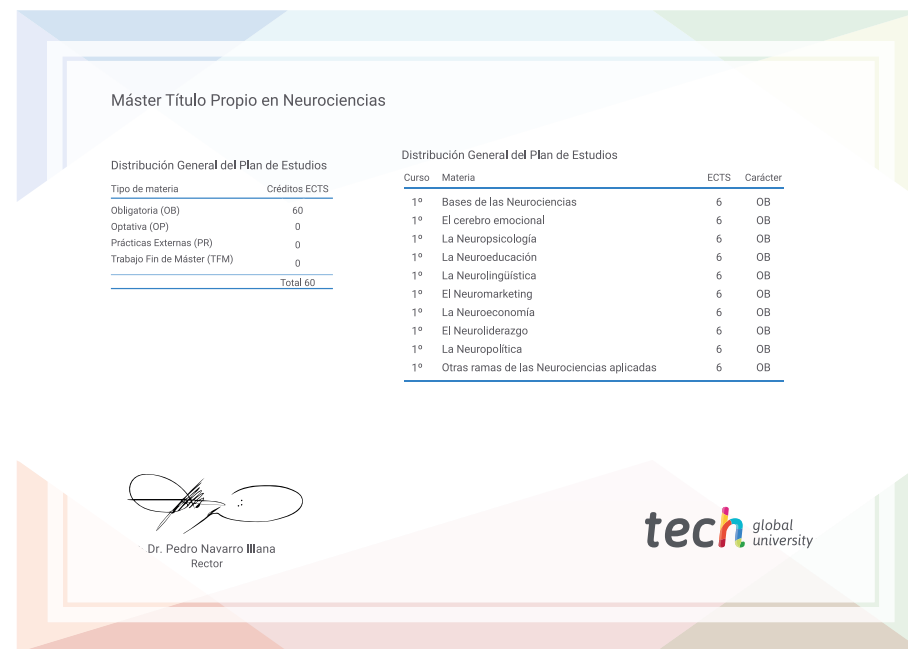 Máster Título Propio en Neurociencias
Distribución General del Plan de Estudios
Tipo de materia Créditos ECTS
Obligatoria (OB) 60
Optativa (OP) 0
Prácticas Externas (PR) 0
Trabajo Fin de Máster (TFM) 0
Total 60
Distribución General del Plan de Estudios
Curso Materia ECTS Carácter
1º Bases de las Neurociencias 6 OB
1º El cerebro emocional 6 OB
1º La Neuropsicología 6 OB
1º La Neuroeducación 6 OB
1º La Neurolingüística 6 OB
1º El Neuromarketing 6 OB
1º La Neuroeconomía 6 OB
1º El Neuroliderazgo 6 OB
1º La Neuropolítica 6 OB
1º Otras ramas de las Neurociencias aplicadas 6 OB
Dr. Pedro Navarro Illana
Rector
tech global university